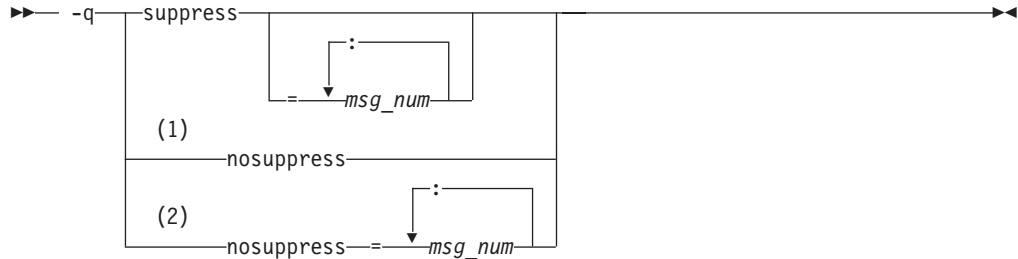 -q suppress
:
= msg_num
(1)
nosuppress
:
(2)
nosuppress = msg_num